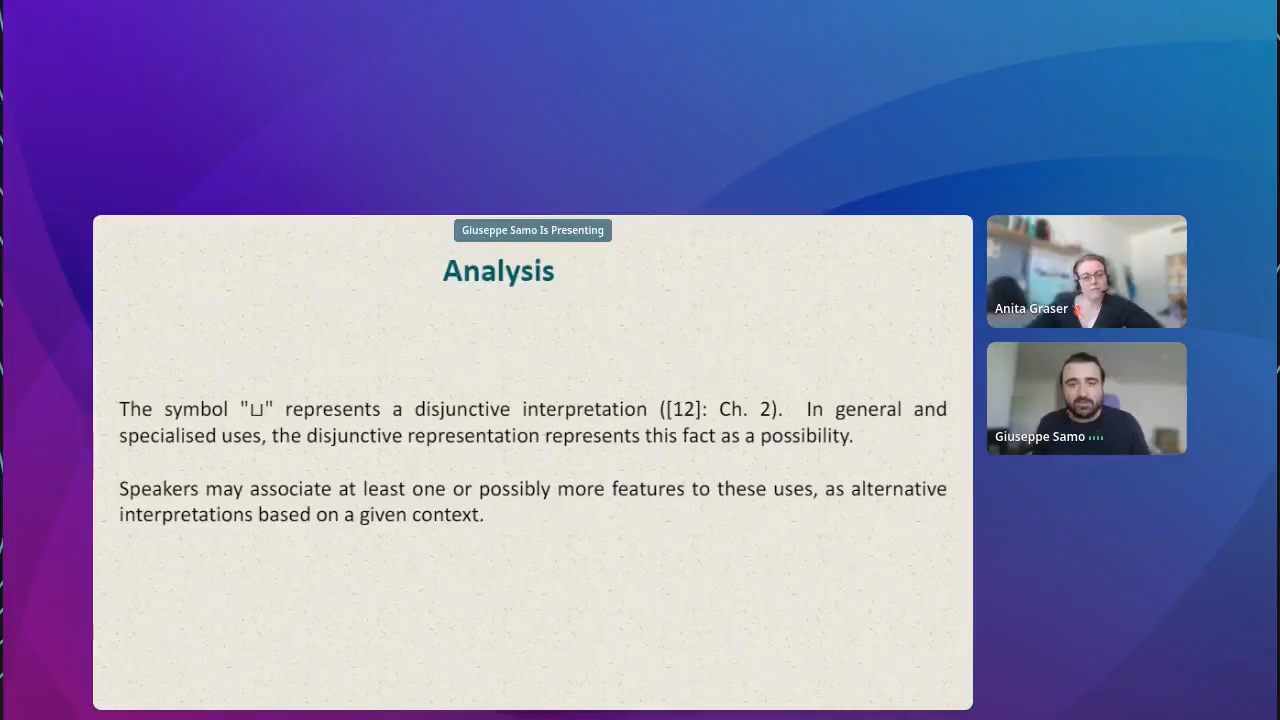 Giuseppe Samo Is Presenting
Analysis
The symbol "⊔" represents a disjunctive interpretation ([12]: Ch. 2). In general and
specialised uses, the disjunctive representation represents this fact as a possibility.
Speakers may associate at least one or possibly more features to these uses, as alternative
interpretations based on a given context.
Anita Graser
Giuseppe Samo